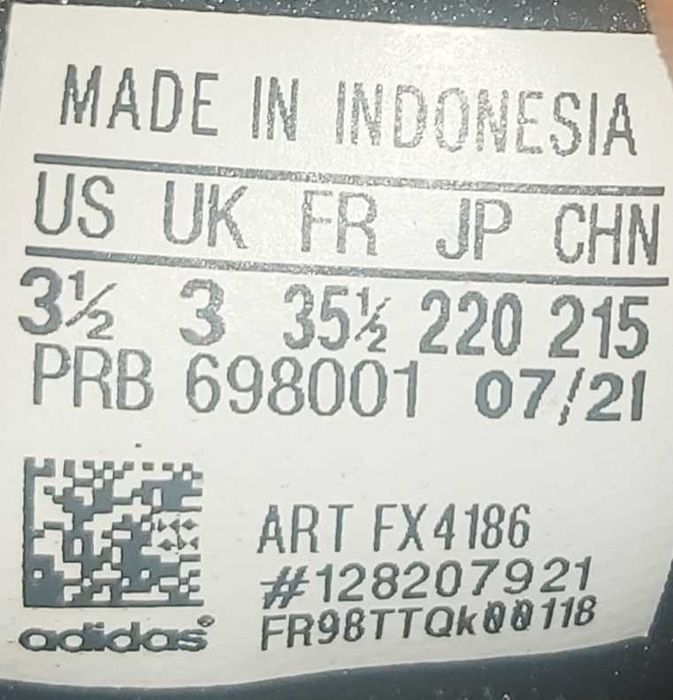 MADE IN INDONESIA
US UK FR JP CHN
3½ 3 35½ 220 215
PRB 698001 07/21
ART FX4186
#128207921
adidas®
FR98TTQk00118